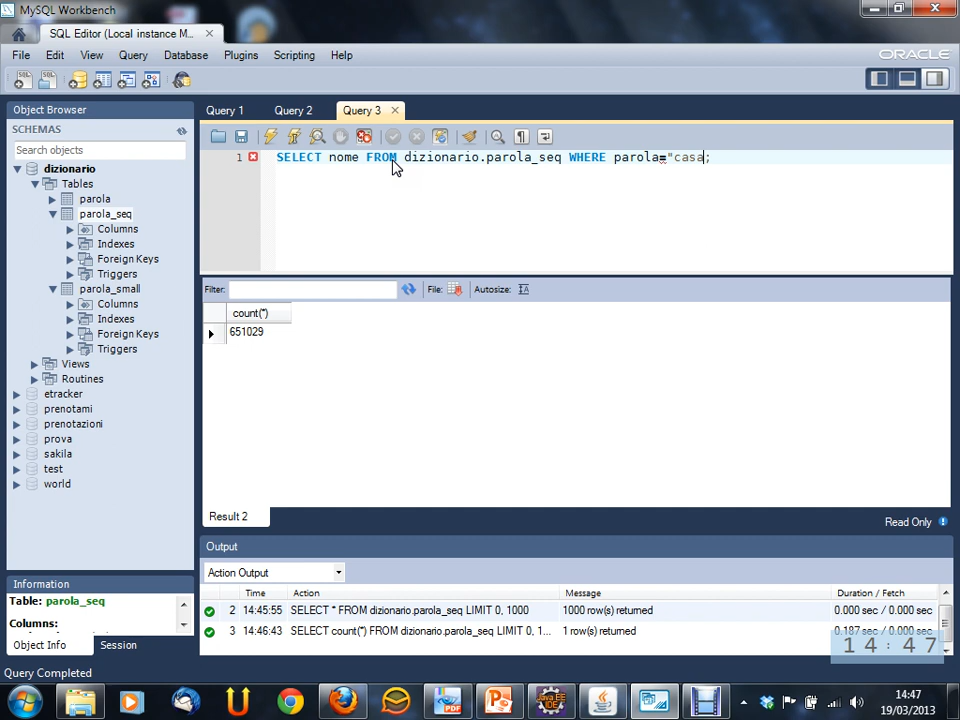 MySQL Workbench
SQL Editor (Local instance M...
File Edit View Query Database Plugins Scripting Help
ORACLE
Object Browser
SCHEMAS
Search objects
dizionario
Tables
parola
parola_seq
Columns
Indexes
Foreign Keys
Triggers
parola_small
Columns
Indexes
Foreign Keys
Triggers
Views
Routines
etracker
prenotami
prenotazioni
prova
sakila
test
world
Information
Table: parola_seq
Columns:
Object Info Session
Query 1 Query 2 Query 3
1 SELECT nome FROM dizionario.parola_seq WHERE parola="casa;
Filter: File: Autosize:
count(*)
651029
Result 2
Read Only
Output
Action Output
Time Action Message Duration / Fetch
2 14:45:55 SELECT * FROM dizionario.parola_seq LIMIT 0, 1000 1000 row(s) returned 0.000 sec / 0.000 sec
3 14:46:43 SELECT count(*) FROM dizionario.parola_seq LIMIT 0, 1... 1 row(s) returned 0.187 sec / 0.000 sec
14:47
Query Completed
14:47
19/03/2013